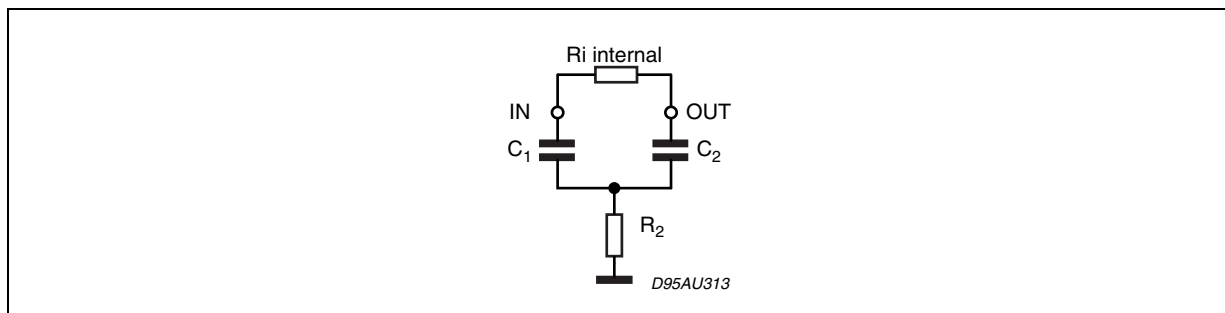 Ri internal
IN
OUT
C₁
C₂
R₂
D95AU313